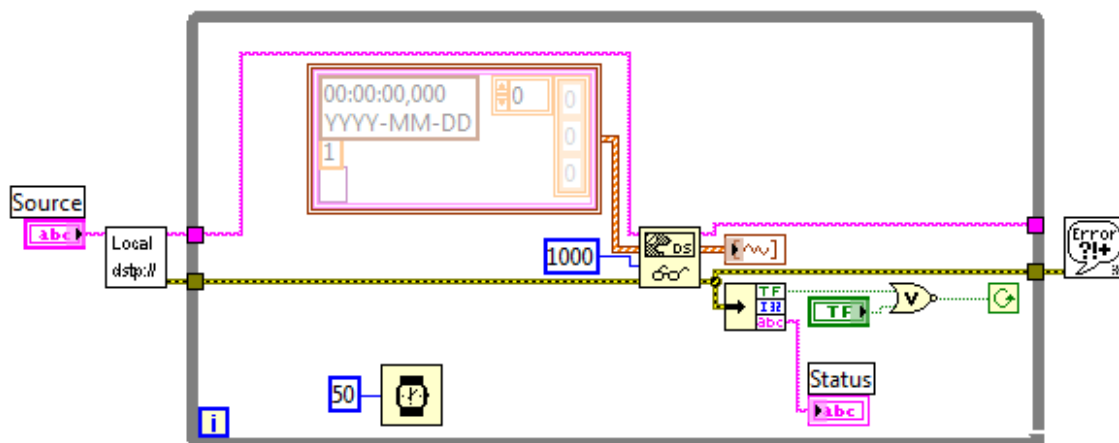 00:00:00,000
YYYY-MM-DD
0
0
0
0
1
Source
abc
Local
dstp://
1000
DS
Error
?!+
TF
I32
abc
TF
V
50
Status
abc
i